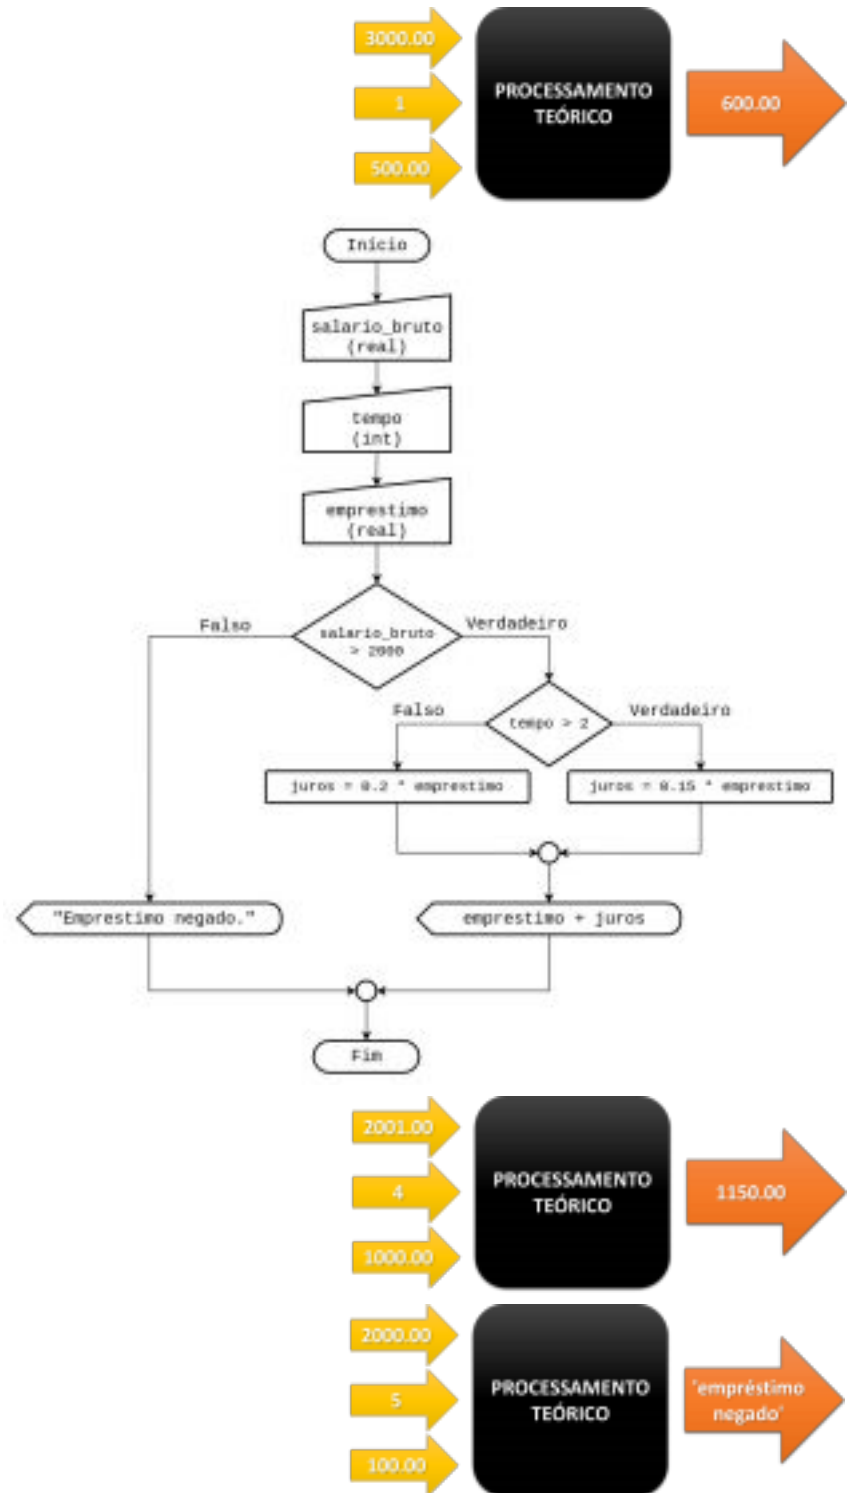 3000.00
1
500.00
PROCESSAMENTO
TEÓRICO
600.00
Início
salario_bruto
(real)
tempo
(int)
emprestimo
(real)
salario_bruto
> 2000
Falso
Verdadeiro
tempo > 2
Falso
Verdadeiro
juros = 0.2 * emprestimo
juros = 0.15 * emprestimo
"Emprestimo negado."
emprestimo + juros
Fim
2001.00
4
1000.00
PROCESSAMENTO
TEÓRICO
1150.00
2000.00
5
100.00
PROCESSAMENTO
TEÓRICO
'empréstimo
negado'